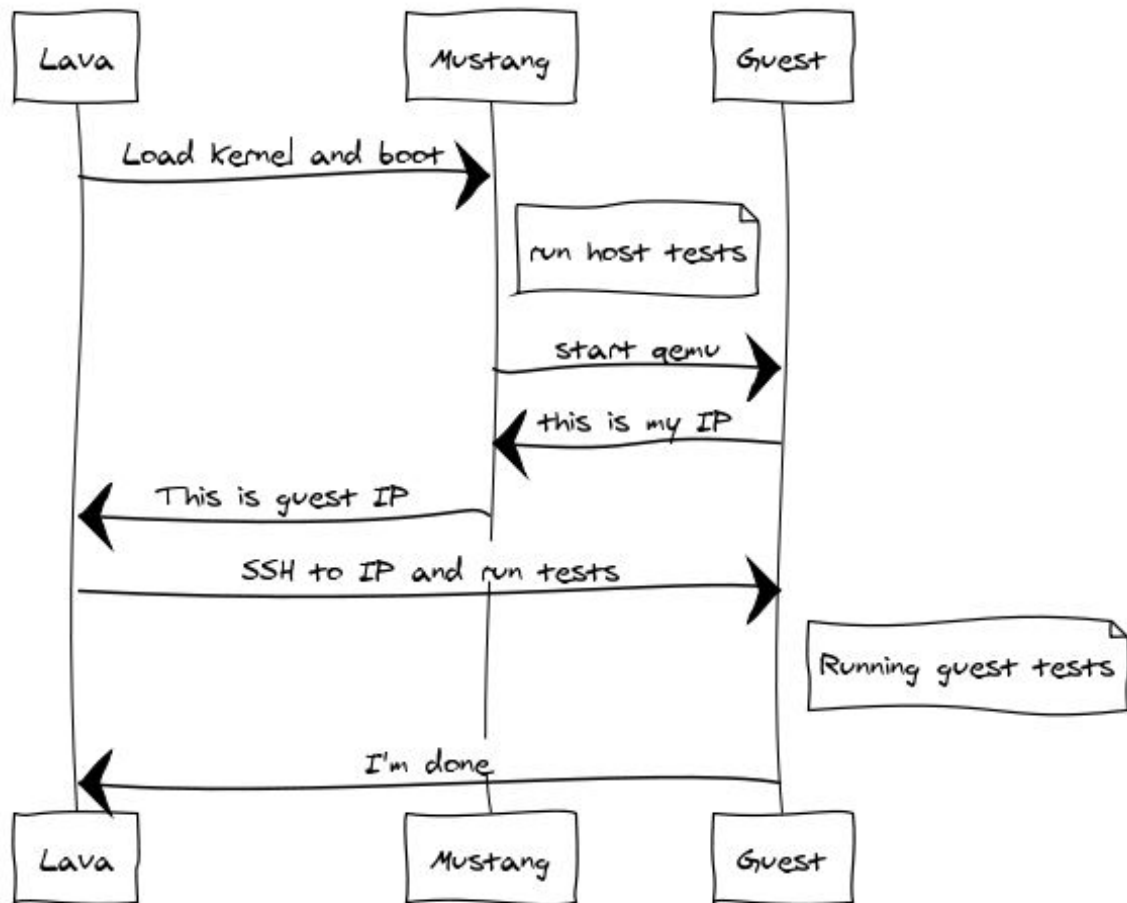 Lava
Mustang
Guest
Load kernel and boot
run host tests
start qemu
this is my IP
This is guest IP
SSH to IP and run tests
Running guest tests
I'm done
Lava
Mustang
Guest